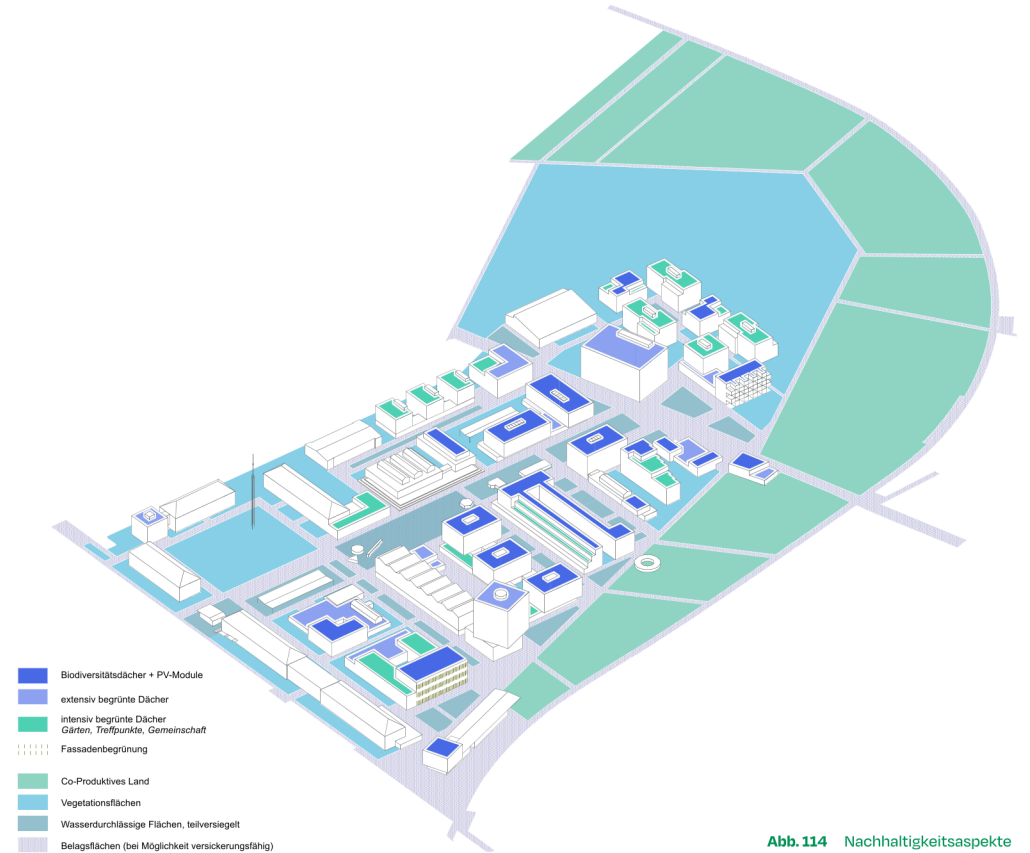 Biodiversitätsdächer + PV-Module
extensiv begrünte Dächer
intensiv begrünte Dächer
Gärten, Treffpunkte, Gemeinschaft
Fassadenbegrünung
Co-Produktives Land
Vegetationsflächen
Wasserdurchlässige Flächen, teilversiegelt
Belagsflächen (bei Möglichkeit versickerungsfähig)
Abb. 114 Nachhaltigkeitsaspekte